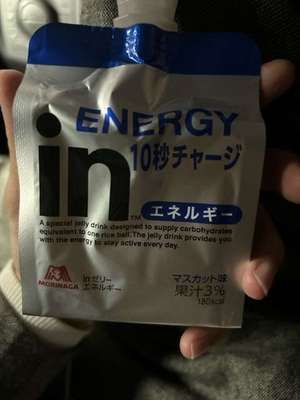 ENERGY
in
10秒チャージ
TM
エネルギー
A special jelly drink designed to supply carbohydrates
equivalent to one rice ball. The jelly drink provides you
with the energy to stay active every day.
MORINAGA
inゼリー
エネルギー
マスカット味
果汁3%
180kcal